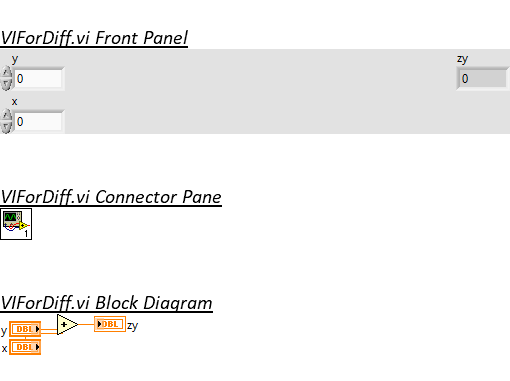 VIForDiff.vi Front Panel
y
zy
0
0
x
0
VIForDiff.vi Connector Pane
1
VIForDiff.vi Block Diagram
y DBL + DBL zy
x DBL